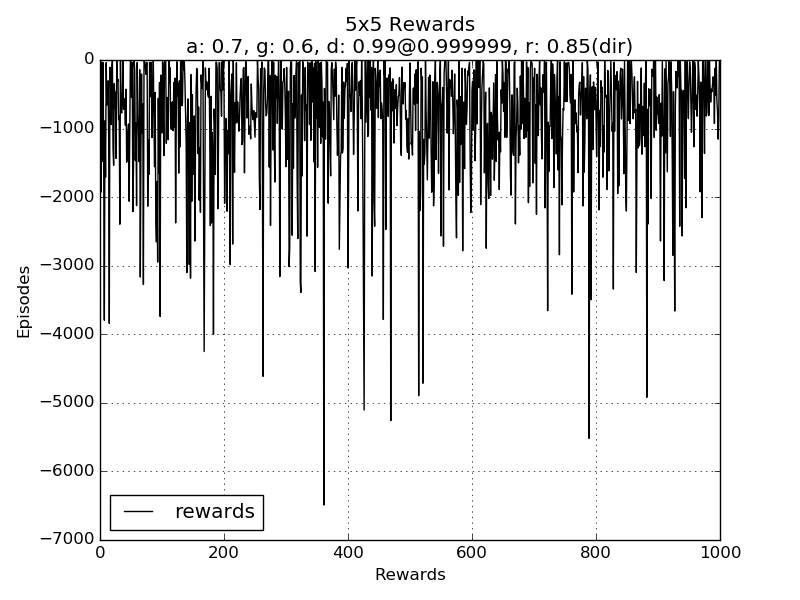 5x5 Rewards
a: 0.7, g: 0.6, d: 0.99@0.999999, r: 0.85(dir)
0
−1000
−2000
−3000
−4000
−5000
−6000
−7000
Episodes
rewards
0 200 400 600 800 1000
Rewards